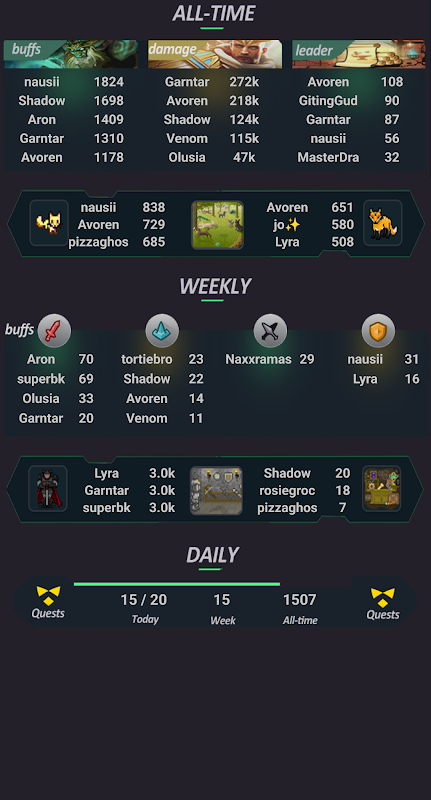 ALL-TIME
buffs damage leader
nausii 1824 Garntar 272k Avoren 108
Shadow 1698 Avoren 218k GitingGud 90
Aron 1409 Shadow 124k Garntar 87
Garntar 1310 Venom 115k nausii 56
Avoren 1178 Olusia 47k MasterDra 32
nausii 838 Avoren 651
Avoren 729 jo✨ 580
pizzaghos 685 Lyra 508
WEEKLY
buffs
Aron 70 tortiebro 23 Naxxramas 29 nausii 31
superbk 69 Shadow 22 Lyra 16
Olusia 33 Avoren 14
Garntar 20 Venom 11
Lyra 3.0k Shadow 20
Garntar 3.0k rosiegroc 18
superbk 3.0k pizzaghos 7
DAILY
15 / 20 15 1507
Quests Today Week All-time Quests